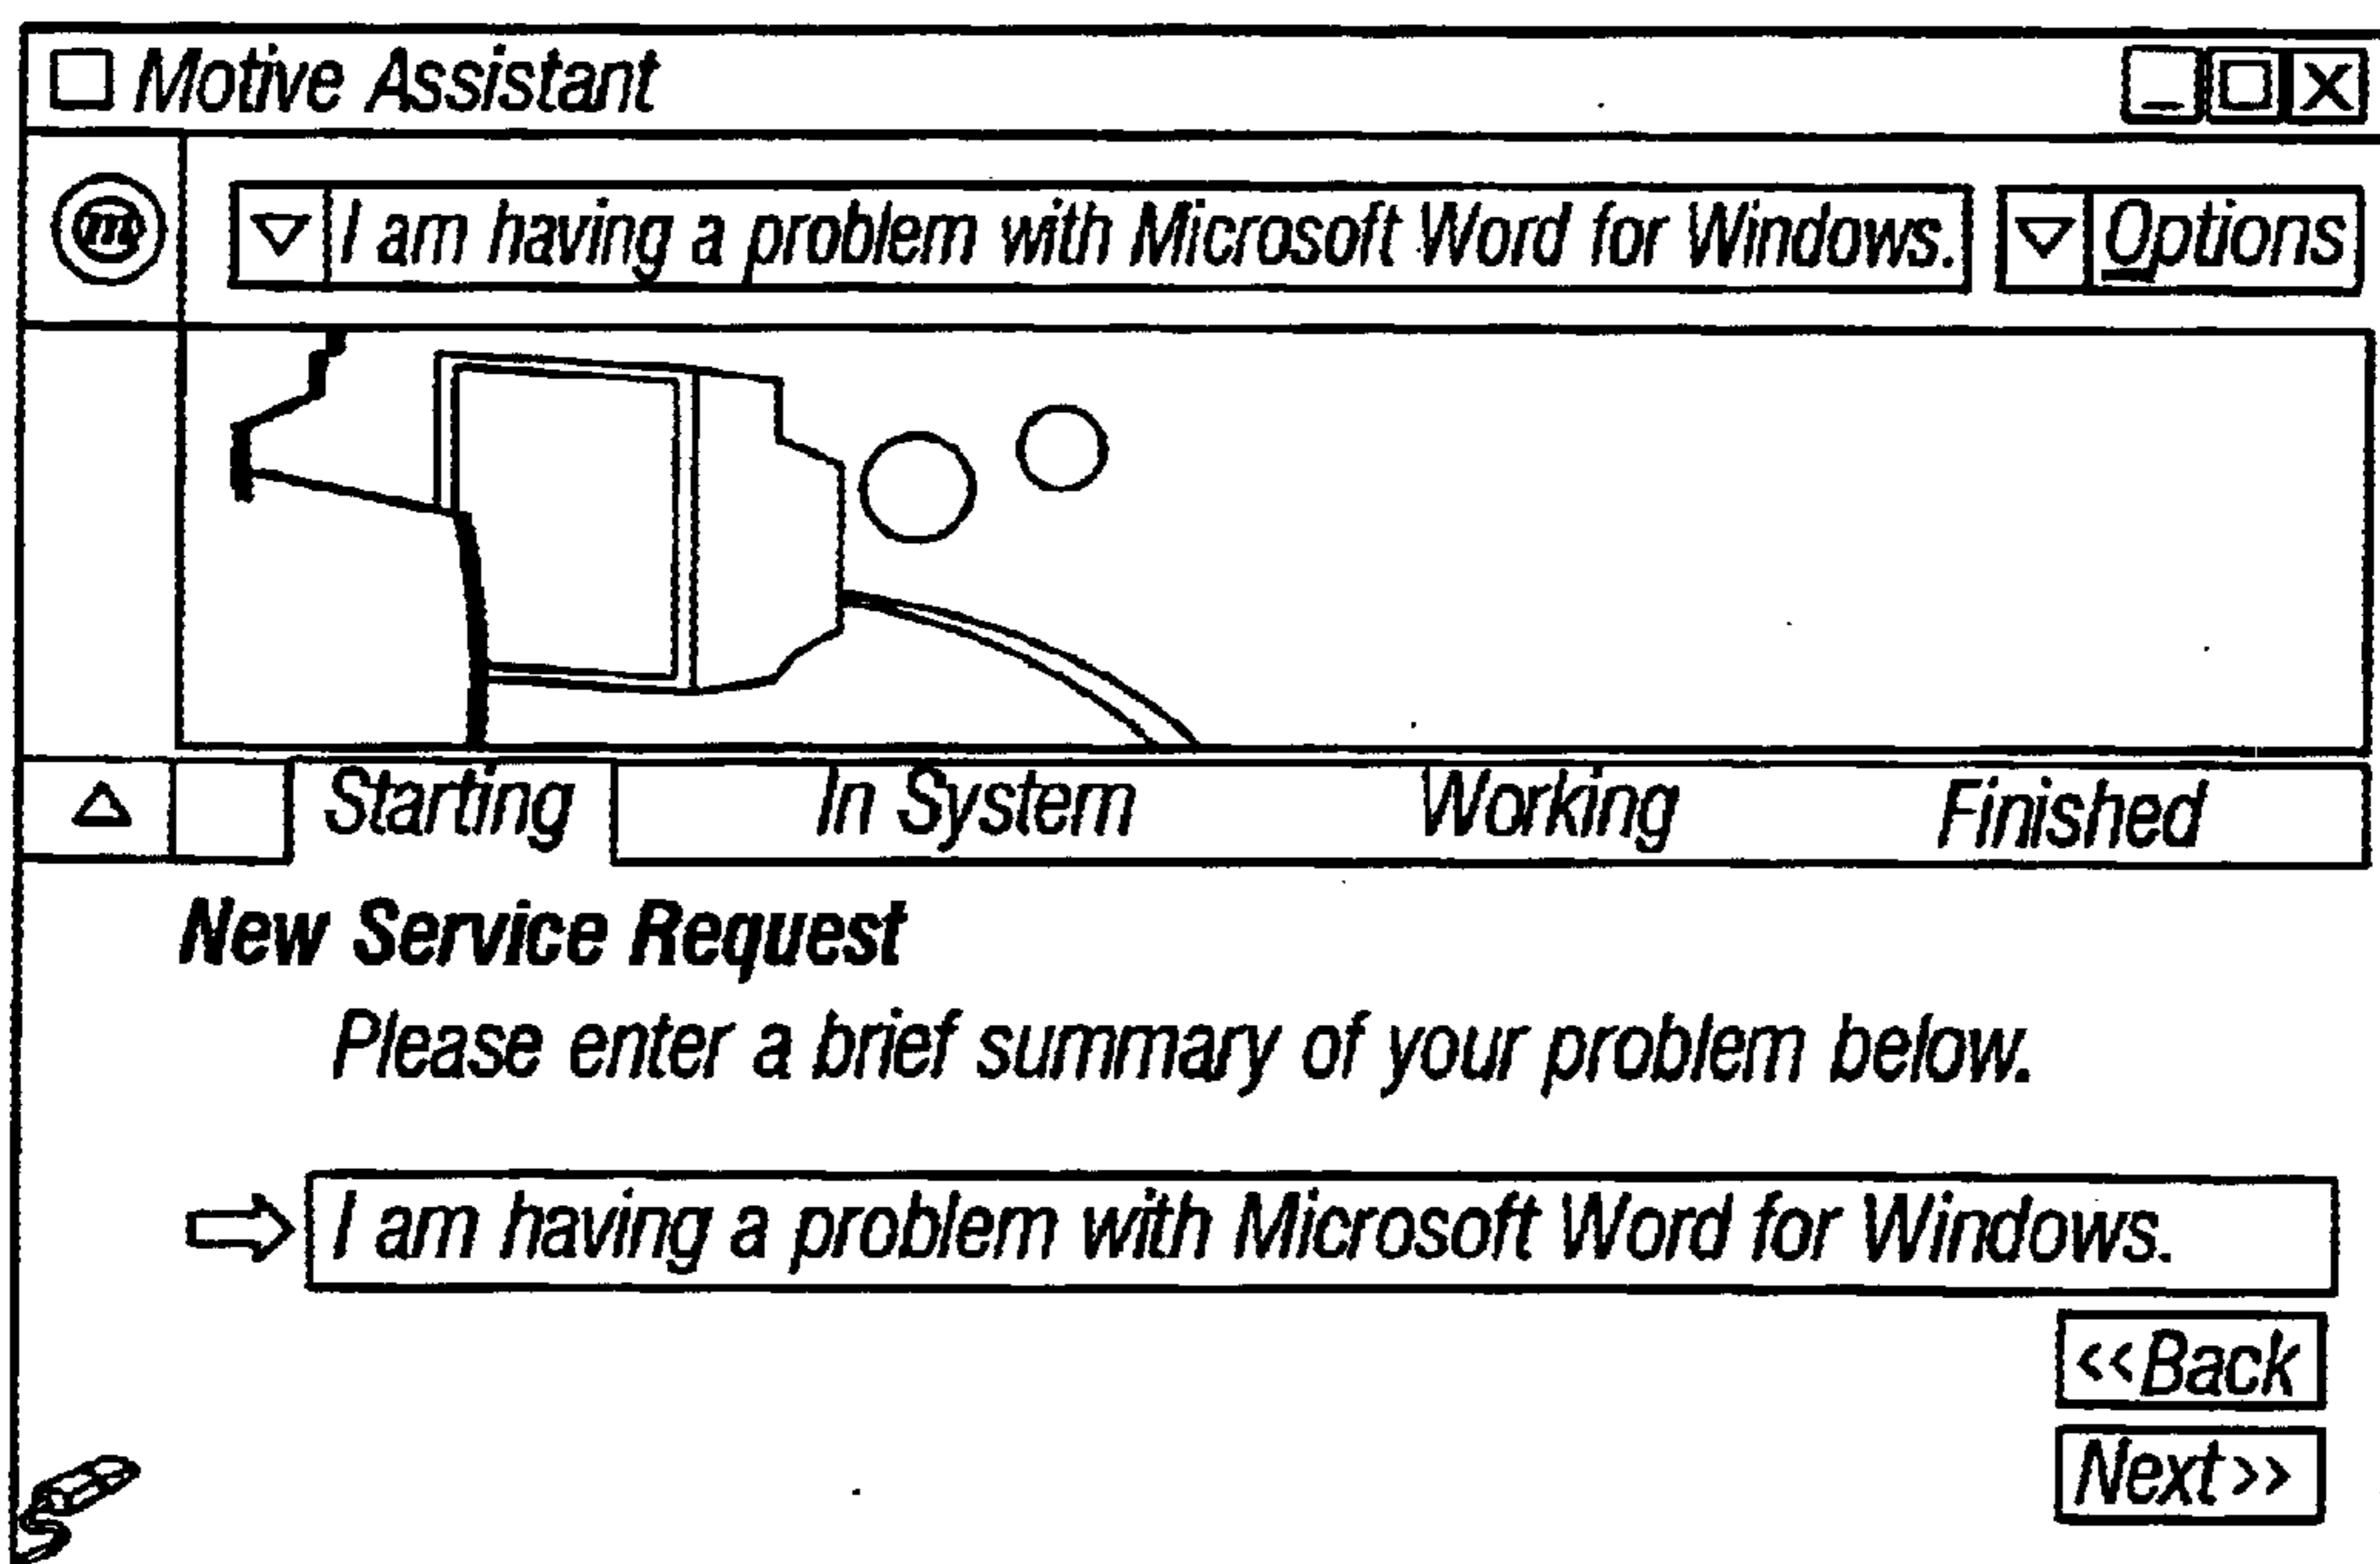 Motive Assistant
m
I am having a problem with Microsoft Word for Windows.
Options
Starting In System Working Finished
New Service Request
Please enter a brief summary of your problem below.
I am having a problem with Microsoft Word for Windows.
<<Back
Next>>